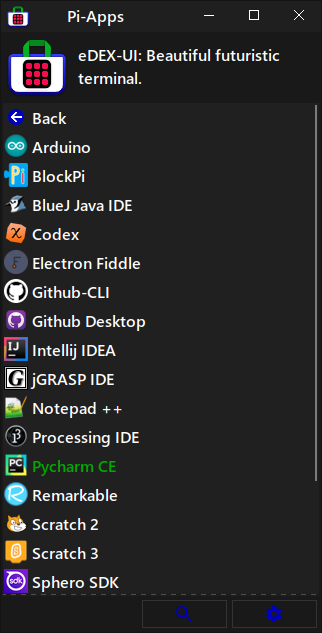 Pi-Apps
eDEX-UI: Beautiful futuristic
terminal.
Back
Arduino
BlockPi
BlueJ Java IDE
Codex
Electron Fiddle
Github-CLI
Github Desktop
Intellij IDEA
jGRASP IDE
Notepad ++
Processing IDE
Pycharm CE
Remarkable
Scratch 2
Scratch 3
Sphero SDK